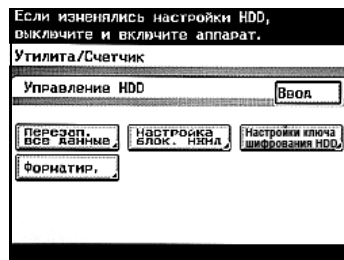 Если изменялись настройки HDD,
выключите и включите аппарат.
Утилита/Счетчик
Управление HDD
Ввод
Перезап.
все данные
Настройка
блок. НЖМД
Настройки ключа
шифрования HDD
Форматир.